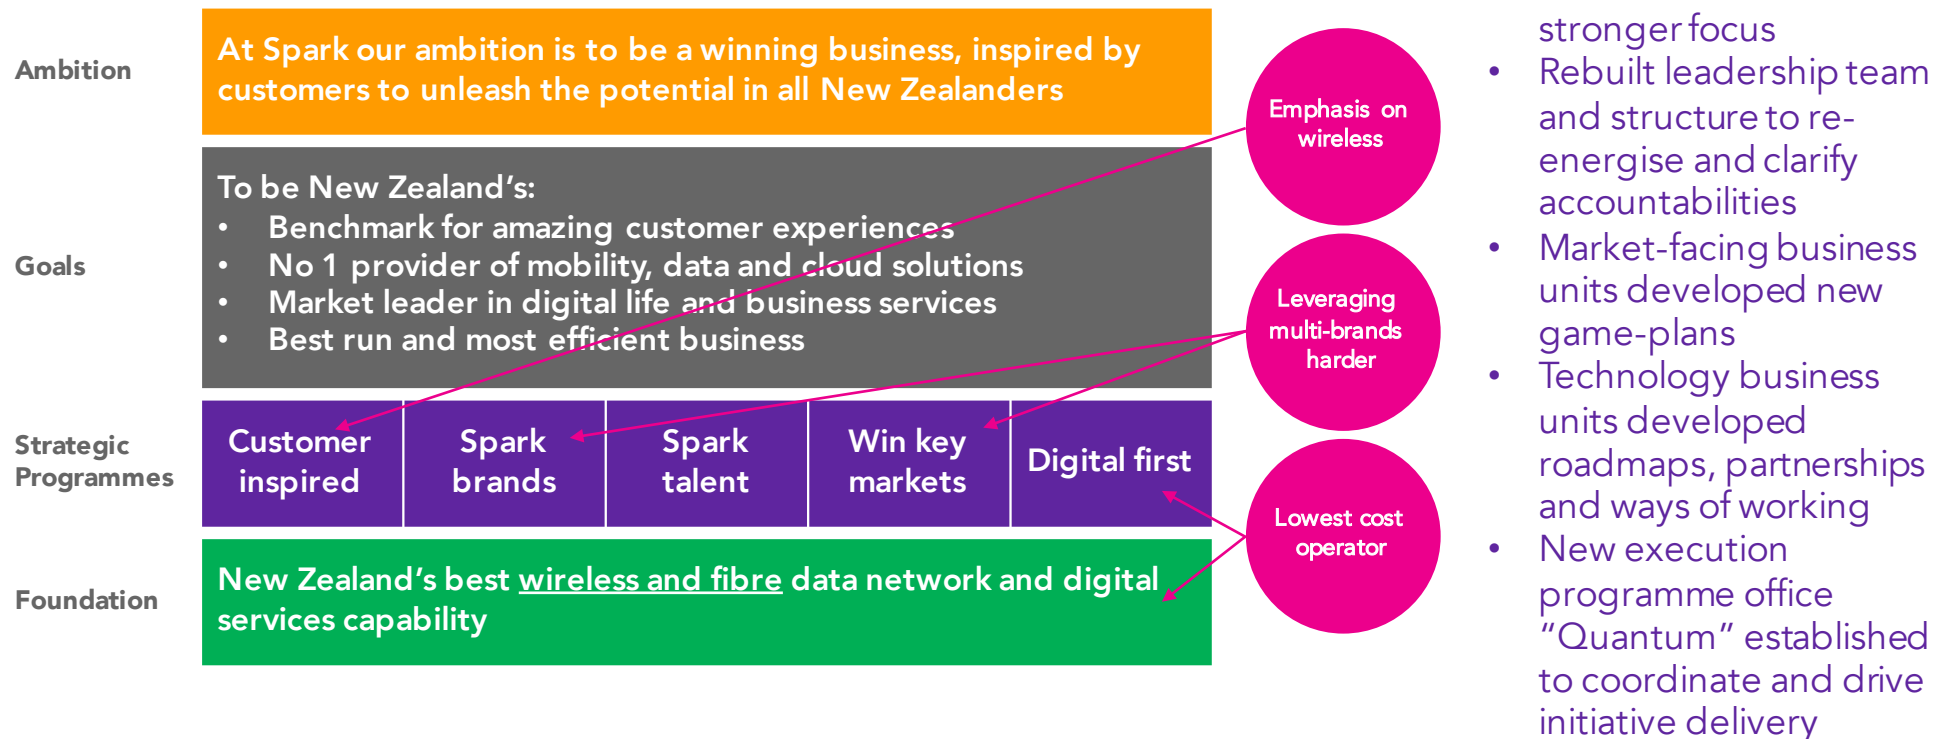 Ambition
At Spark our ambition is to be a winning business, inspired by
customers to unleash the potential in all New Zealanders
Goals
To be New Zealand's:
• Benchmark for amazing customer experiences
• No 1 provider of mobility, data and cloud solutions
• Market leader in digital life and business services
• Best run and most efficient business
Strategic
Programmes
Customer
inspired
Spark
brands
Spark
talent
Win key
markets
Digital first
Foundation
New Zealand's best wireless and fibre data network and digital
services capability
Emphasis on
wireless
Leveraging
multi-brands
harder
Lowest cost
operator
stronger focus
• Rebuilt leadership team
and structure to re-
energise and clarify
accountabilities
• Market-facing business
units developed new
game-plans
• Technology business
units developed
roadmaps, partnerships
and ways of working
• New execution
programme office
“Quantum” established
to coordinate and drive
initiative delivery